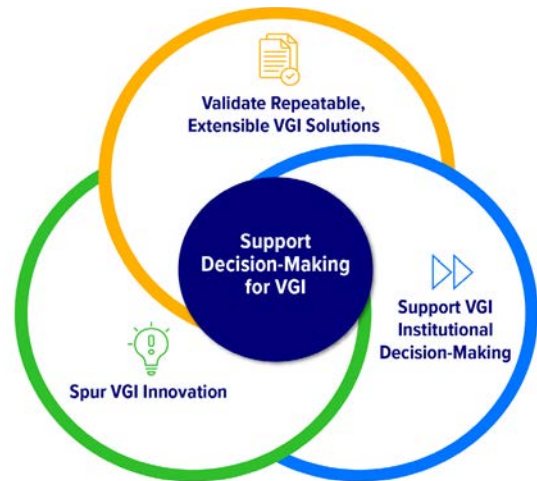 Validate Repeatable,
Extensible VGI Solutions
Support
Decision-Making
for VGI
Support VGI
Institutional
Decision-Making
Spur VGI Innovation